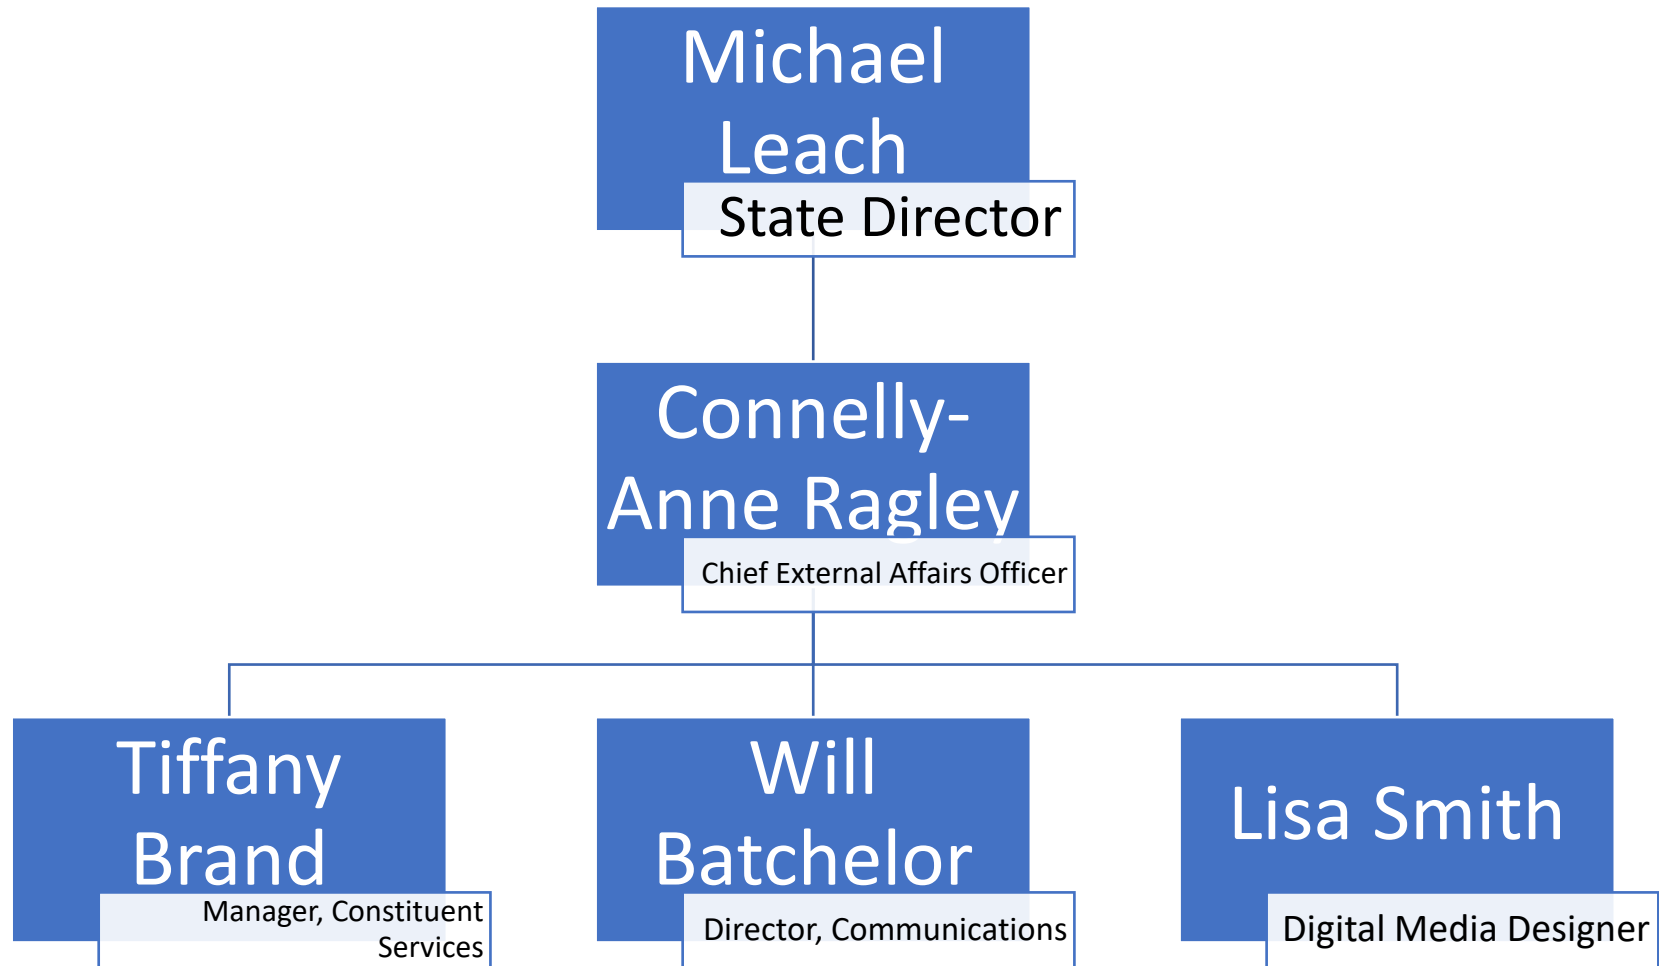 Michael
Leach
State Director
Connelly-
Anne Ragley
Chief External Affairs Officer
Tiffany
Brand
Manager, Constituent
Services
Will
Batchelor
Director, Communications
Lisa Smith
Digital Media Designer